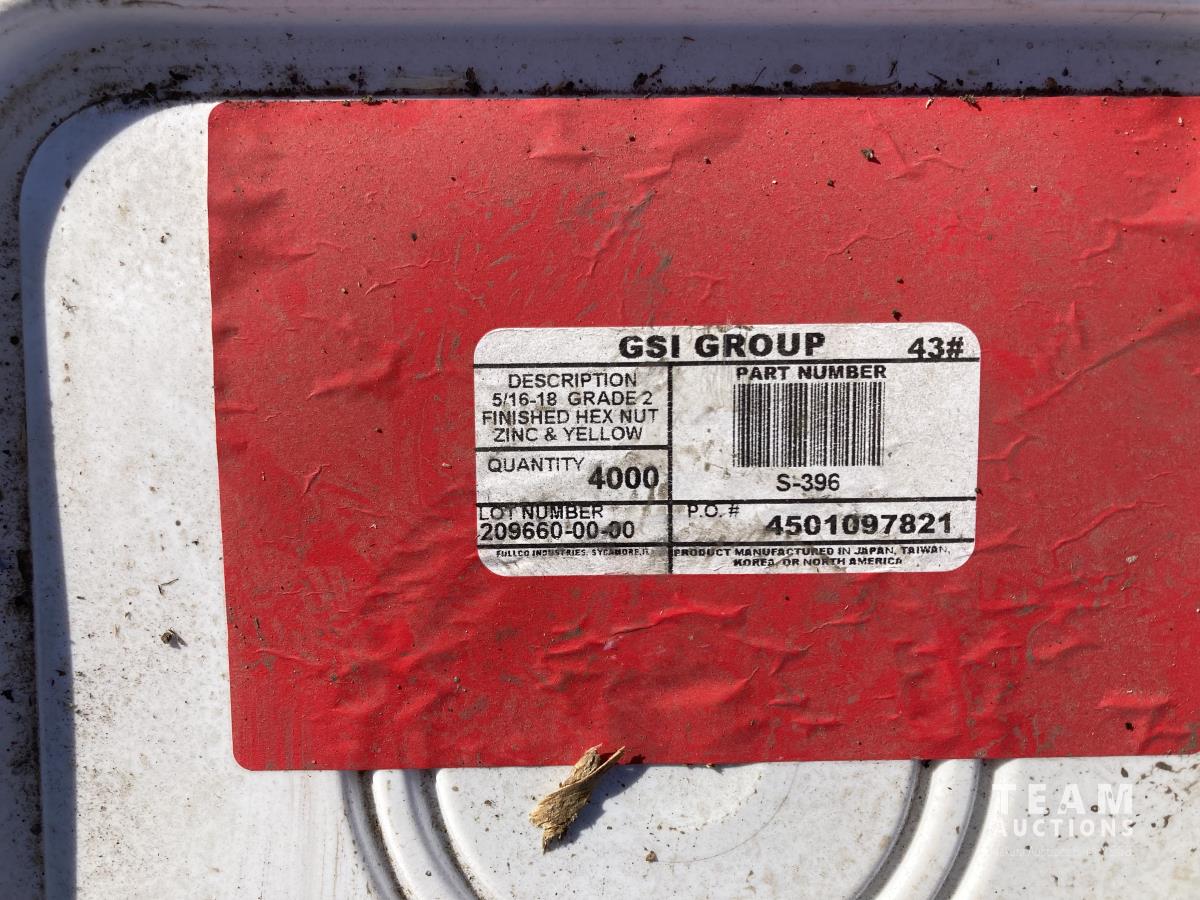 GSI GROUP 43#
DESCRIPTION
5/16-18 GRADE 2
FINISHED HEX NUT
ZINC & YELLOW
PART NUMBER
S-396
QUANTITY 4000
LOT NUMBER
209660-00-00
P.O. #
4501097821
FULLCO INDUSTRIES, SYCAMORE, IL
PRODUCT MANUFACTURED IN JAPAN, TAIWAN,
KOREA, OR NORTH AMERICA
TEAM
AUCTIONS